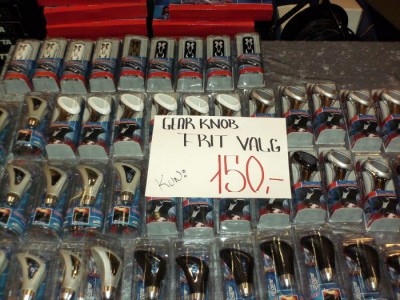 GEAR KNOB
FRIT VALG
Kun:
150,-